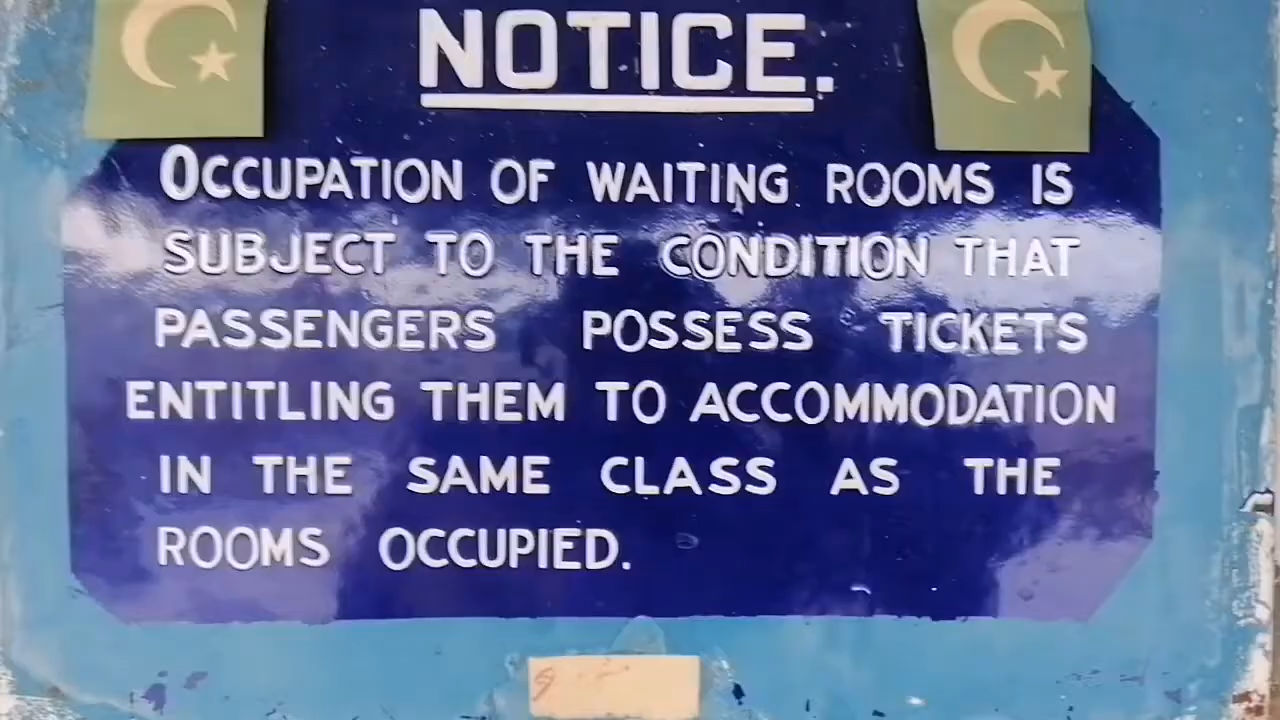 NOTICE.
OCCUPATION OF WAITING ROOMS IS
SUBJECT TO THE CONDITION THAT
PASSENGERS POSSESS TICKETS
ENTITLING THEM TO ACCOMMODATION
IN THE SAME CLASS AS THE
ROOMS OCCUPIED.